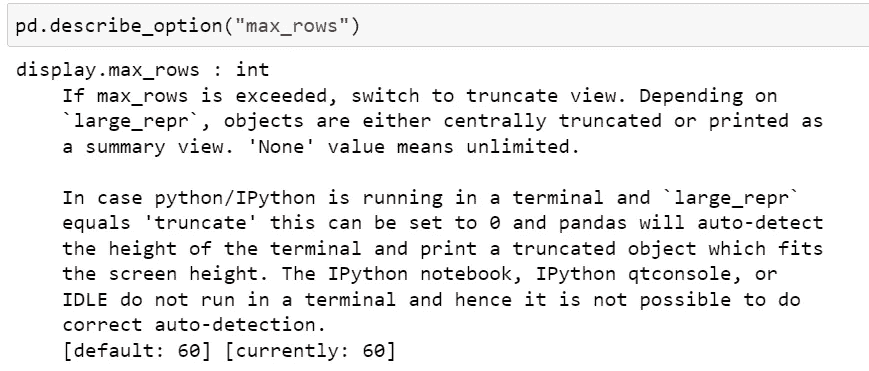 pd.describe_option("max_rows")
display.max_rows : int
If max_rows is exceeded, switch to truncate view. Depending on
`large_repr`, objects are either centrally truncated or printed as
a summary view. 'None' value means unlimited.
In case python/IPython is running in a terminal and `large_repr`
equals 'truncate' this can be set to 0 and pandas will auto-detect
the height of the terminal and print a truncated object which fits
the screen height. The IPython notebook, IPython qtconsole, or
IDLE do not run in a terminal and hence it is not possible to do
correct auto-detection.
[default: 60] [currently: 60]